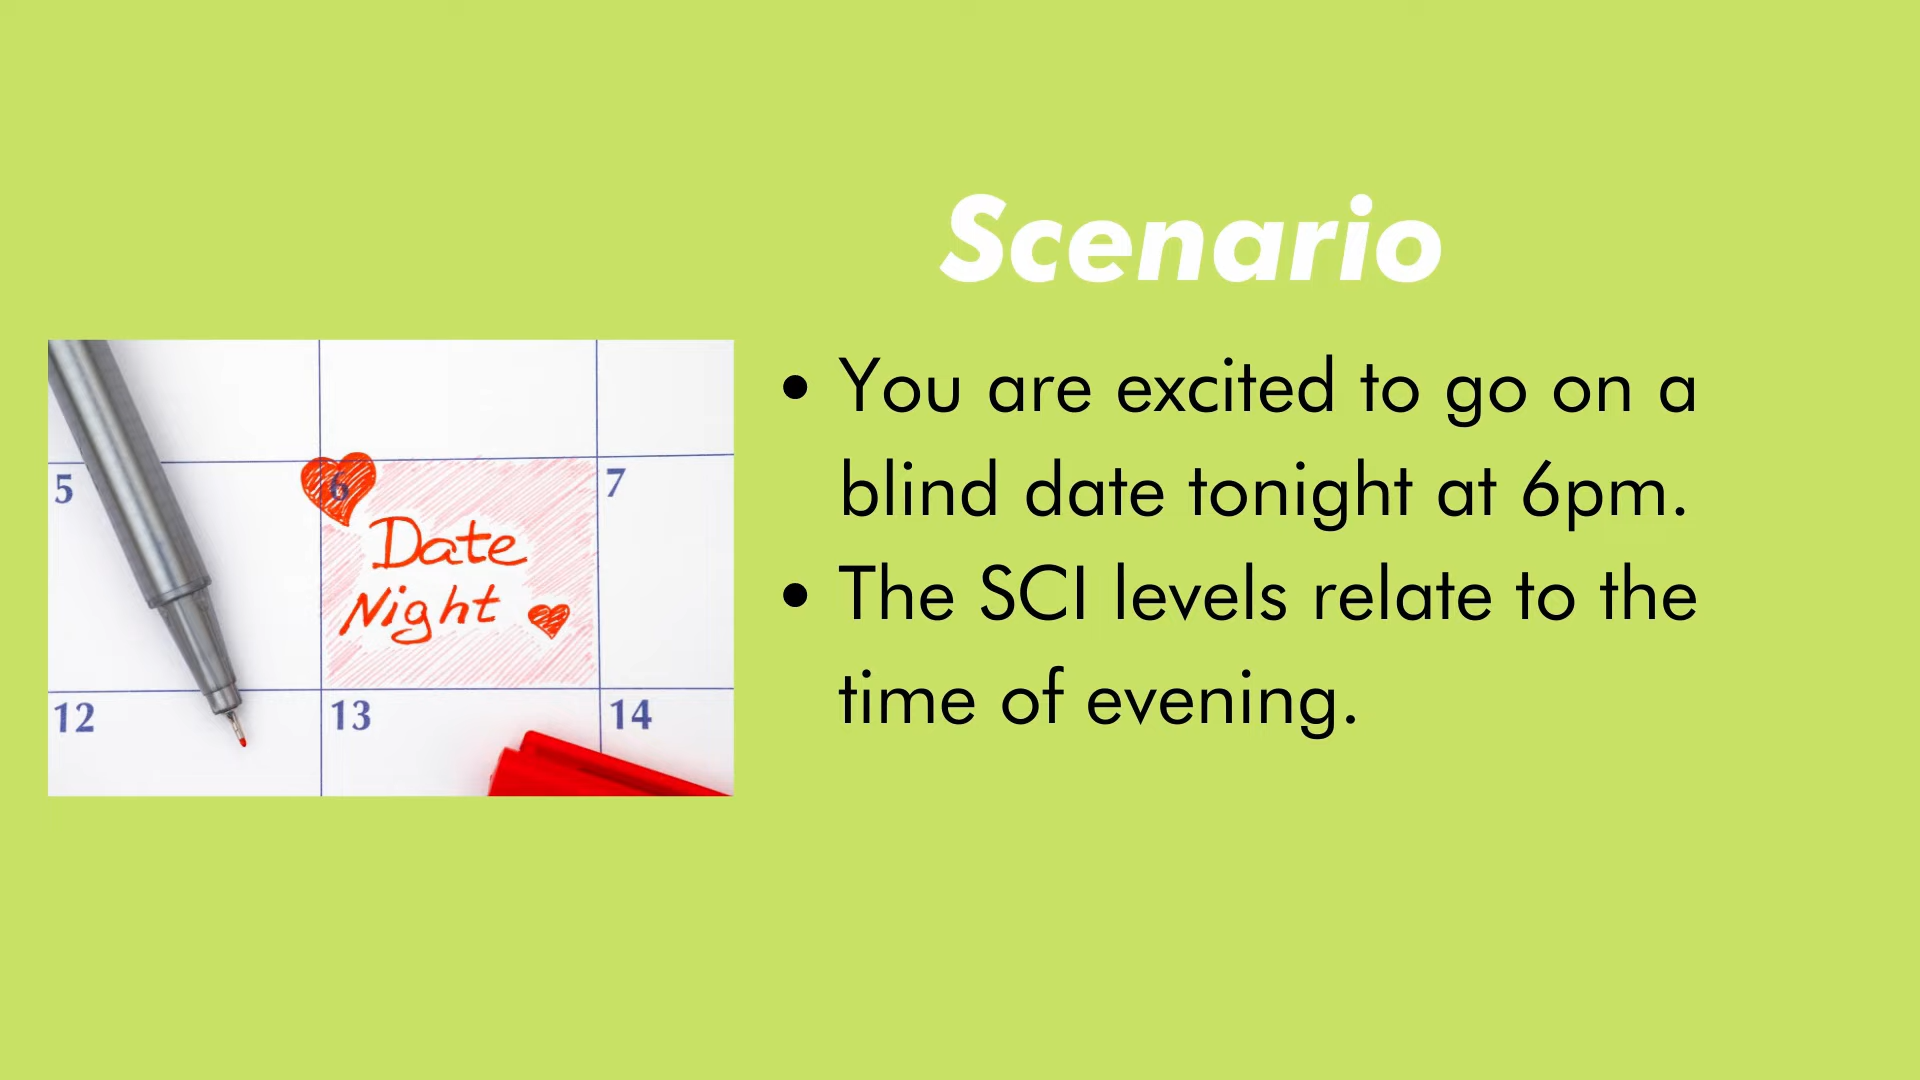 Scenario
• You are excited to go on a
blind date tonight at 6pm.
• The SCI levels relate to the
time of evening.
5
6
7
Date
Night
12
13
14